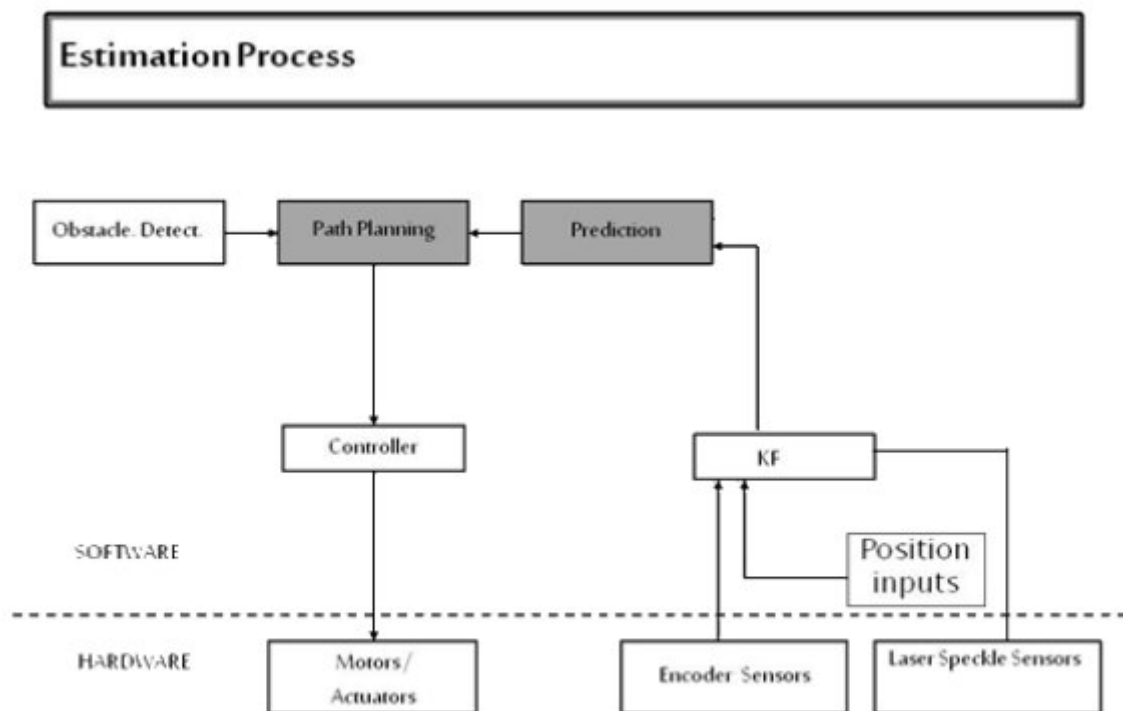 Estimation Process
Obstacle. Detect.
Path Planning
Prediction
Controller
KF
SOFTWARE
Position
inputs
HARDWARE
Motors /
Actuators
Encoder Sensors
Laser Speckle Sensors